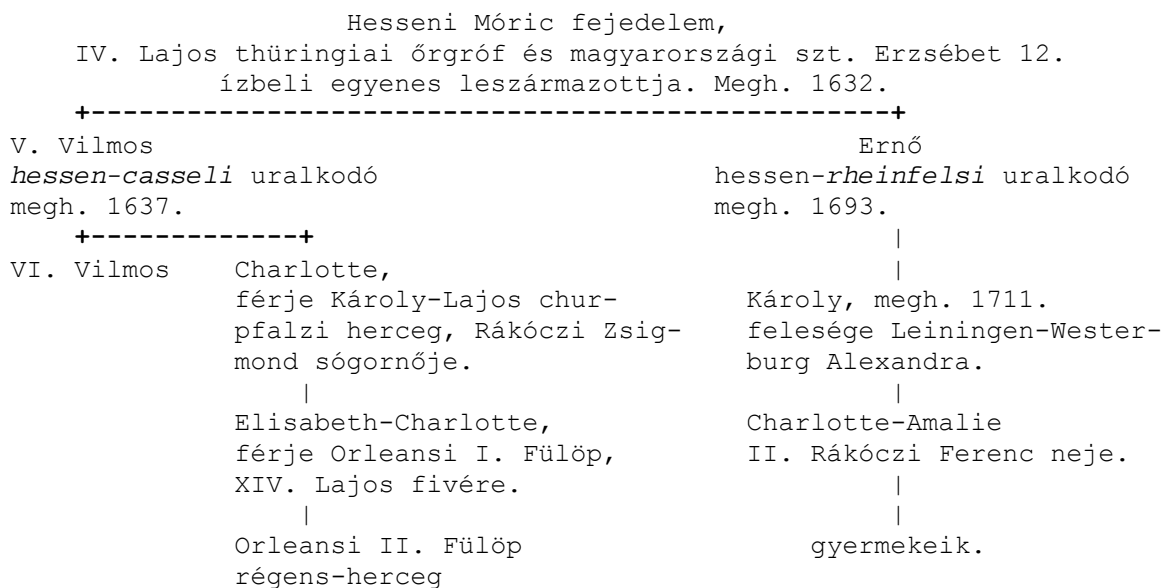 Hesseni Móric fejedelem,
IV. Lajos thüringiai őrgróf és magyarországi szt. Erzsébet 12.
ízbeli egyenes leszármazottja. Megh. 1632.
V. Vilmos Ernő
hessen-casseli uralkodó hessen-rheinfelsi uralkodó
megh. 1637. megh. 1693.
VI. Vilmos Charlotte,
férje Károly-Lajos chur- Károly, megh. 1711.
pfalzi herceg, Rákóczi Zsig- felesége Leiningen-Wester-
mond sógornője. burg Alexandra.
Elisabeth-Charlotte, Charlotte-Amalie
férje Orleansi I. Fülöp, II. Rákóczi Ferenc neje.
XIV. Lajos fivére.
Orleansi II. Fülöp gyermekeik.
régens-herceg